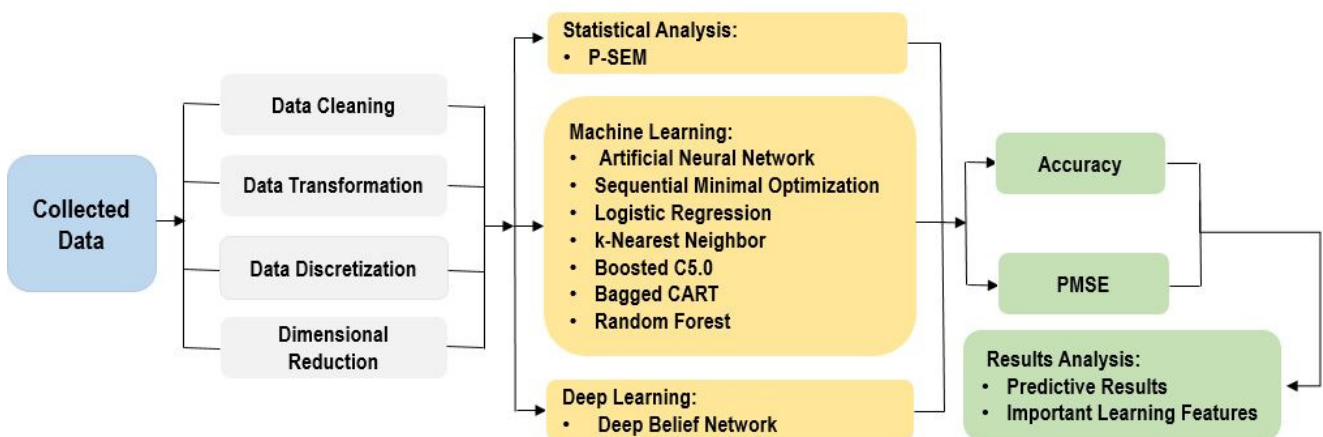 Collected
Data
Data Cleaning
Data Transformation
Data Discretization
Dimensional
Reduction
Statistical Analysis:
• P-SEM
Machine Learning:
• Artificial Neural Network
• Sequential Minimal Optimization
• Logistic Regression
• k-Nearest Neighbor
• Boosted C5.0
• Bagged CART
• Random Forest
Deep Learning:
• Deep Belief Network
Accuracy
PMSE
Results Analysis:
• Predictive Results
• Important Learning Features